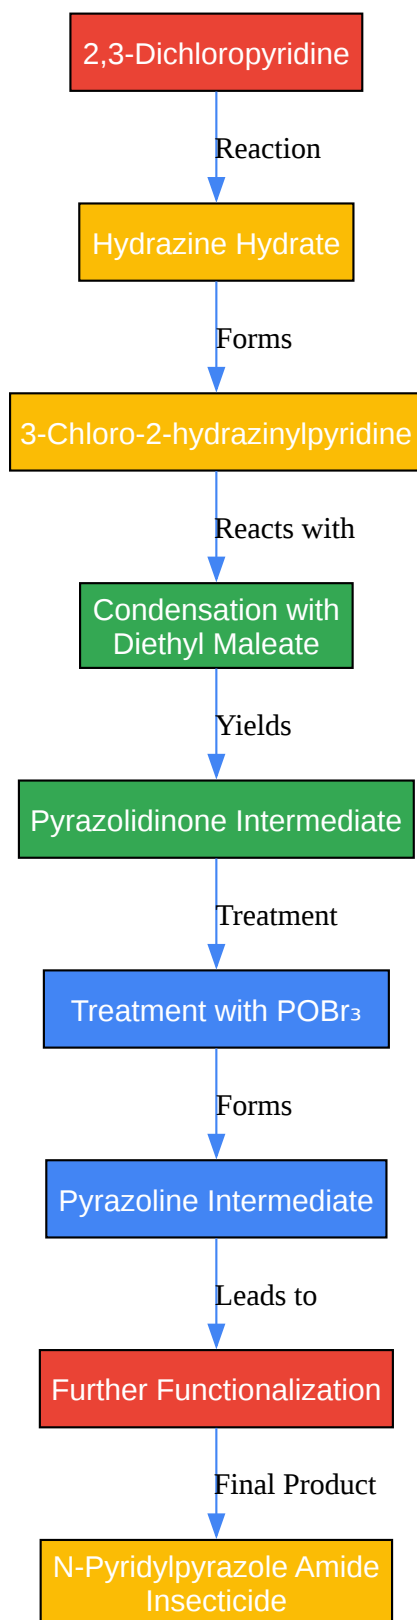 2,3-Dichloropyridine
Reaction
Hydrazine Hydrate
Forms
3-Chloro-2-hydrazinylpyridine
Reacts with
Condensation with
Diethyl Maleate
Yields
Pyrazolidinone Intermediate
Treatment
Treatment with POBr₃
Forms
Pyrazoline Intermediate
Leads to
Further Functionalization
Final Product
N-Pyridylpyrazole Amide
Insecticide